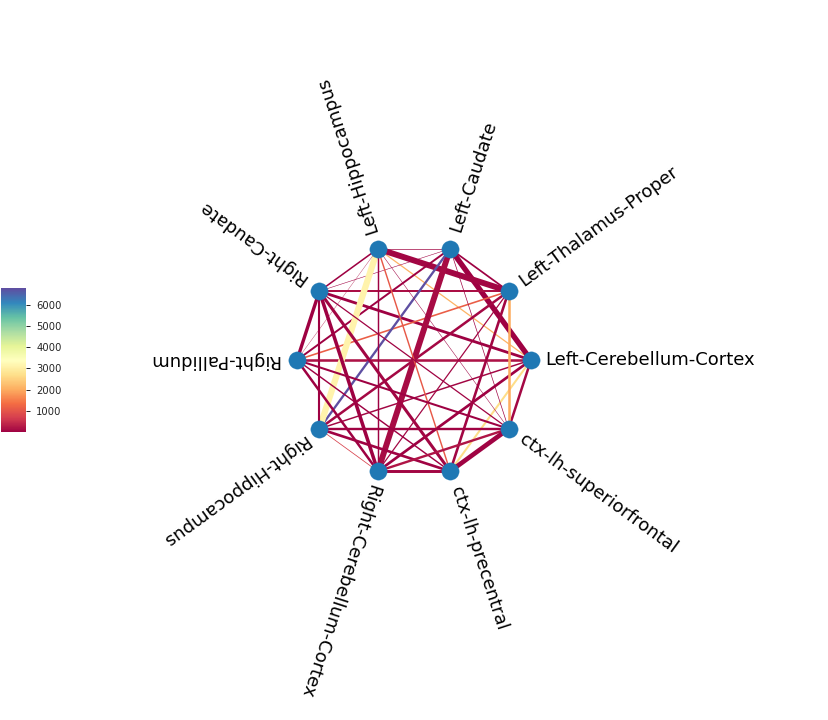 Left-Hippocampus
Left-Caudate
Right-Caudate
Left-Thalamus-Proper
Right-Pallidum
Left-Cerebellum-Cortex
Right-Hippocampus
ctx-lh-superiorfrontal
Right-Cerebellum-Cortex
ctx-lh-precentral
6000
5000
4000
3000
2000
1000